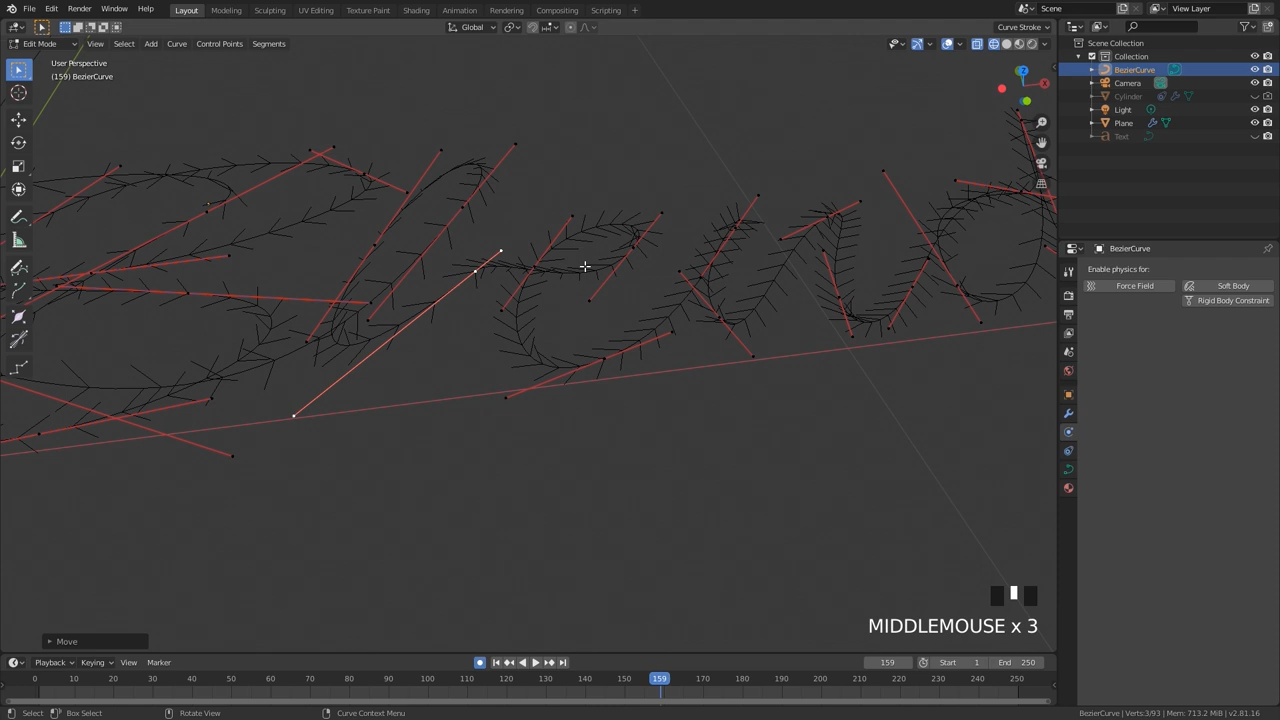 File Edit Render Window Help Layout Modeling Sculpting UV Editing Texture Paint Shading Animation Rendering Compositing Scripting + Scene View Layer
Global Curve Stroke
Edit Mode View Select Add Curve Control Points Segments
User Perspective
(159) BezierCurve
Z
X
Scene Collection
Collection
BezierCurve
Camera
Cylinder
Light
Plane
Text
BezierCurve
Enable physics for:
Force Field Soft Body
Rigid Body Constraint
MIDDLEMOUSE x 3
Move
Playback Keying View Marker 159 Start 1 End 250
0 10 20 30 40 50 60 70 80 90 100 110 120 130 140 150 159 170 180 190 200 210 220 230 240 250
Select Box Select Rotate View Curve Context Menu BezierCurve | Verts:3/93 | Mem: 713.2 MiB | v2.81.16